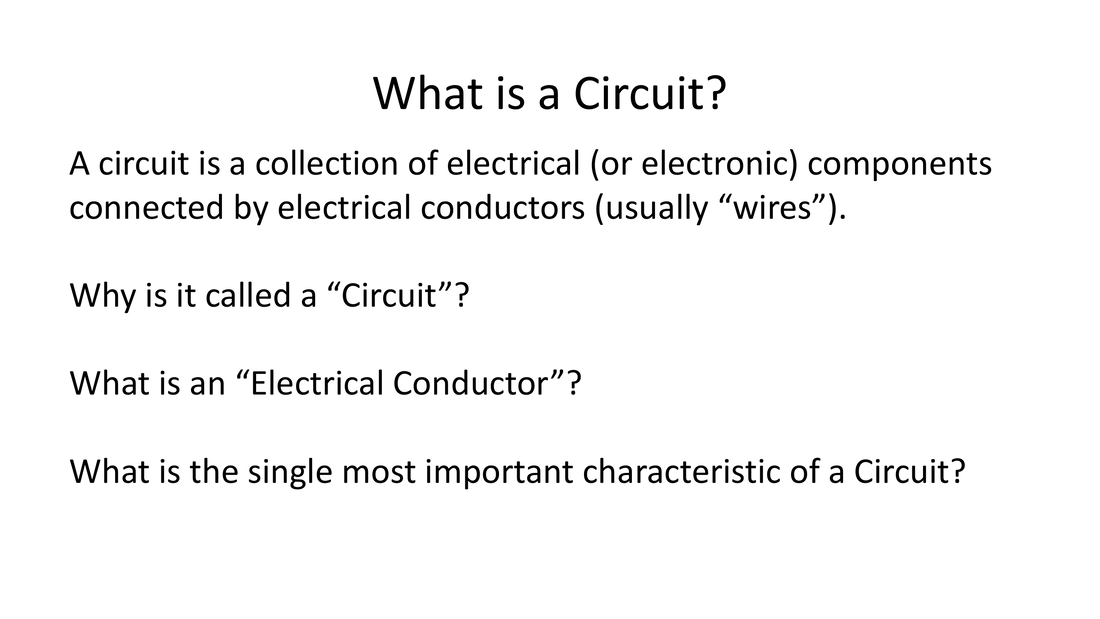 What is a Circuit?
A circuit is a collection of electrical (or electronic) components
connected by electrical conductors (usually “wires”).
Why is it called a “Circuit”?
What is an “Electrical Conductor”?
What is the single most important characteristic of a Circuit?